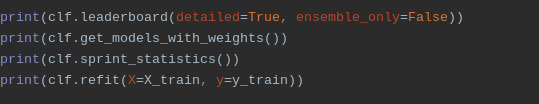 print(clf.leaderboard(detailed=True, ensemble_only=False))
print(clf.get_models_with_weights())
print(clf.sprint_statistics())
print(clf.refit(X=X_train, y=y_train))